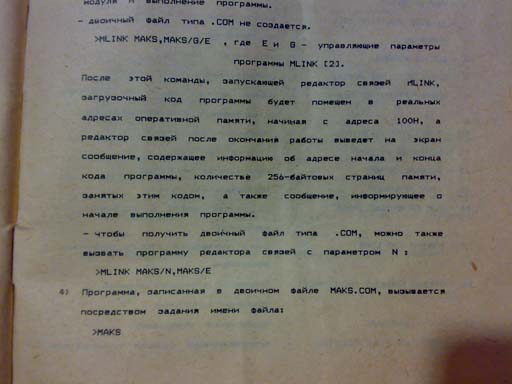 модуля и выполнение программы.
- двоичный файл типа .COM не создается.
>MLINK MAKS,MAKS/G/E , где E и G - управляющие параметры
программы MLINK [2].
После этой команды, запускающей редактор связей MLINK,
загрузочный код программы будет помещен в реальных
адресах оперативной памяти, начиная с адреса 100H, а
редактор связей после окончания работы выведет на экран
сообщение, содержащее информацию об адресе начала и конца
кода программы, количестве 256-байтовых страниц памяти,
занятых этим кодом, а также сообщение, информирующее о
начале выполнения программы.
- чтобы получить двоичный файл типа .COM, можно также
вызвать программу редактора связей с параметром N :
>MLINK MAKS/N,MAKS/E
4) Программа, записанная в двоичном файле MAKS.COM, вызывается
посредством задания имени файла:
>MAKS